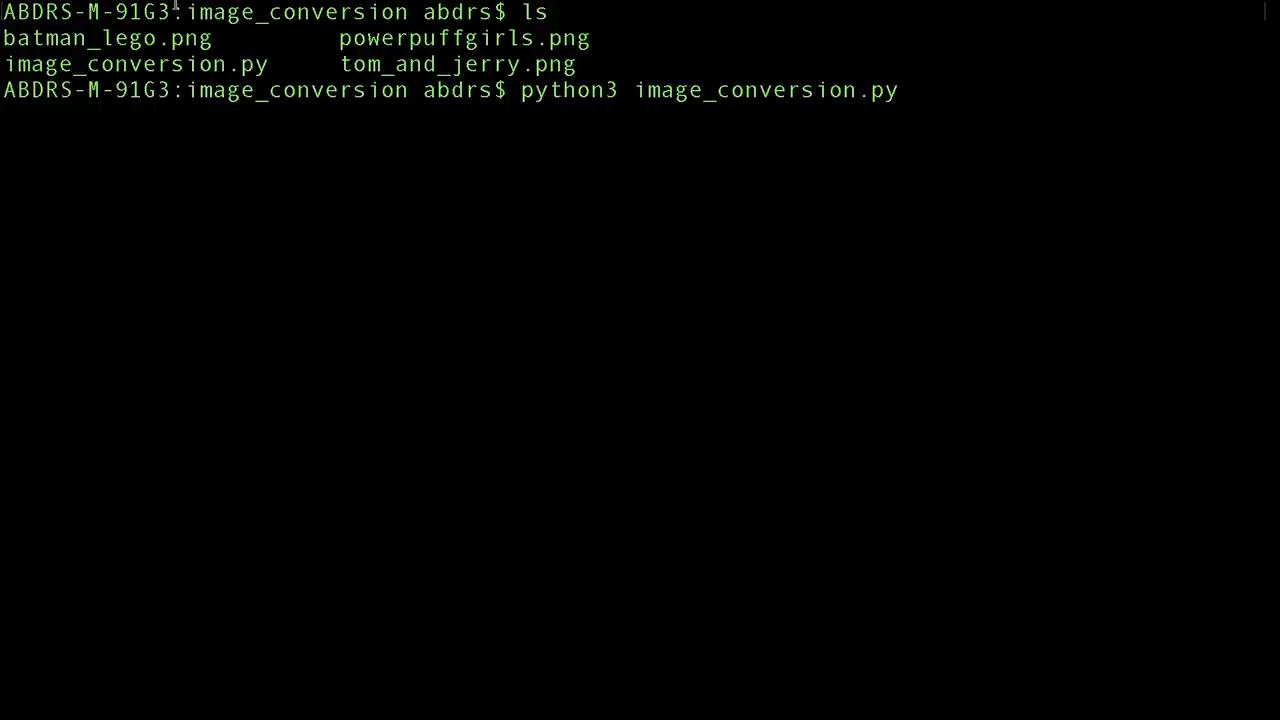 ABDRS-M-91G3:image_conversion abdrs$ ls
batman_lego.png powerpuffgirls.png
image_conversion.py tom_and_jerry.png
ABDRS-M-91G3:image_conversion abdrs$ python3 image_conversion.py